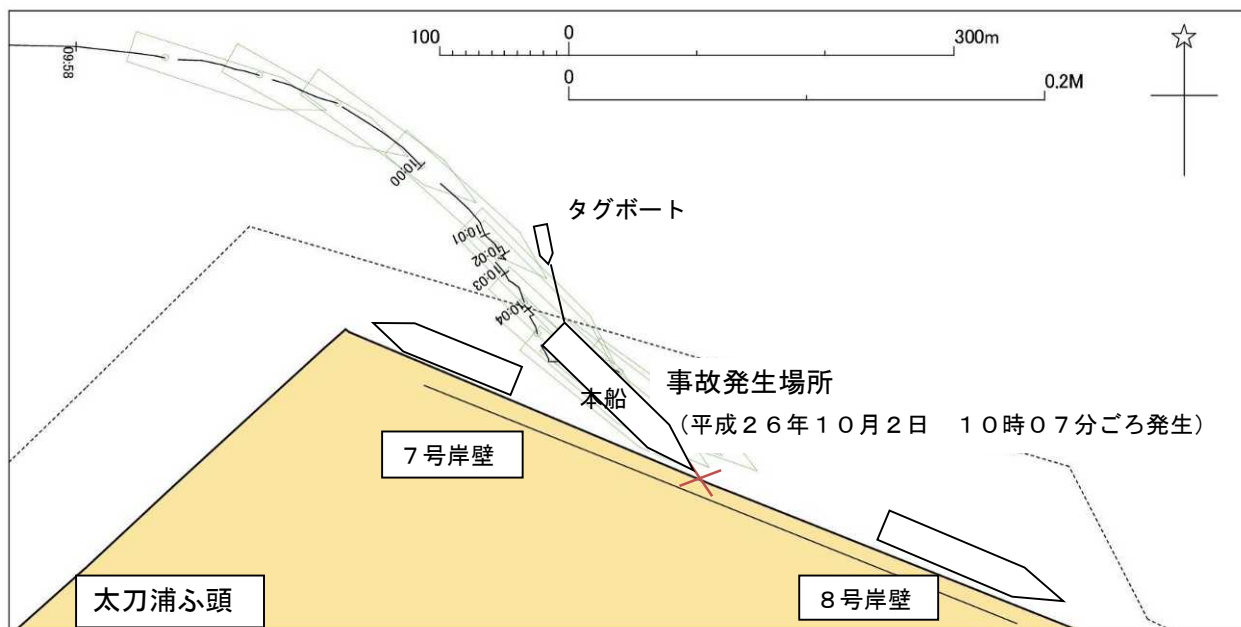 100 0 300m
0 0.2M
09:58
10:00
10:01
10:02
10:03
10:04
タグボート
本船
事故発生場所
（平成２６年１０月２日　１０時０７分ごろ発生）
７号岸壁
８号岸壁
太刀浦ふ頭